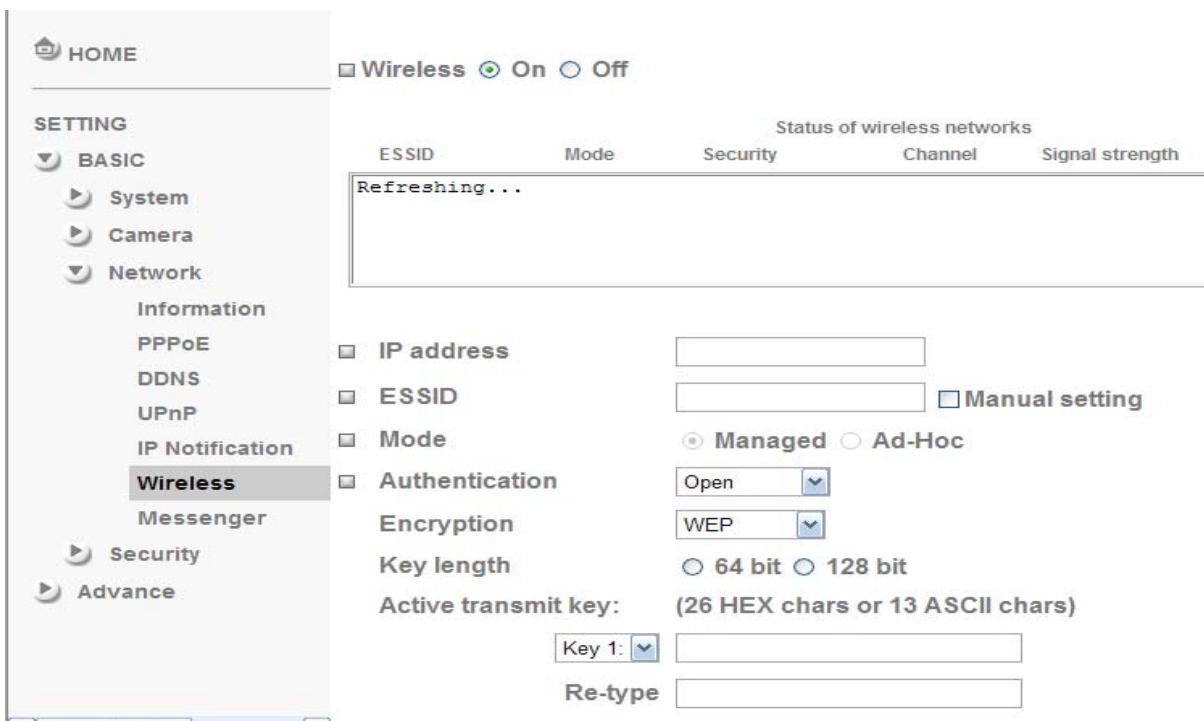 HOME
SETTING
BASIC
System
Camera
Network
Information
PPPoE
DDNS
UPnP
IP Notification
Wireless
Messenger
Security
Advance
Wireless On Off
Status of wireless networks
ESSID Mode Security Channel Signal strength
Refreshing...
IP address
ESSID Manual setting
Mode Managed Ad-Hoc
Authentication Open
Encryption WEP
Key length 64 bit 128 bit
Active transmit key: (26 HEX chars or 13 ASCII chars)
Key 1:
Re-type